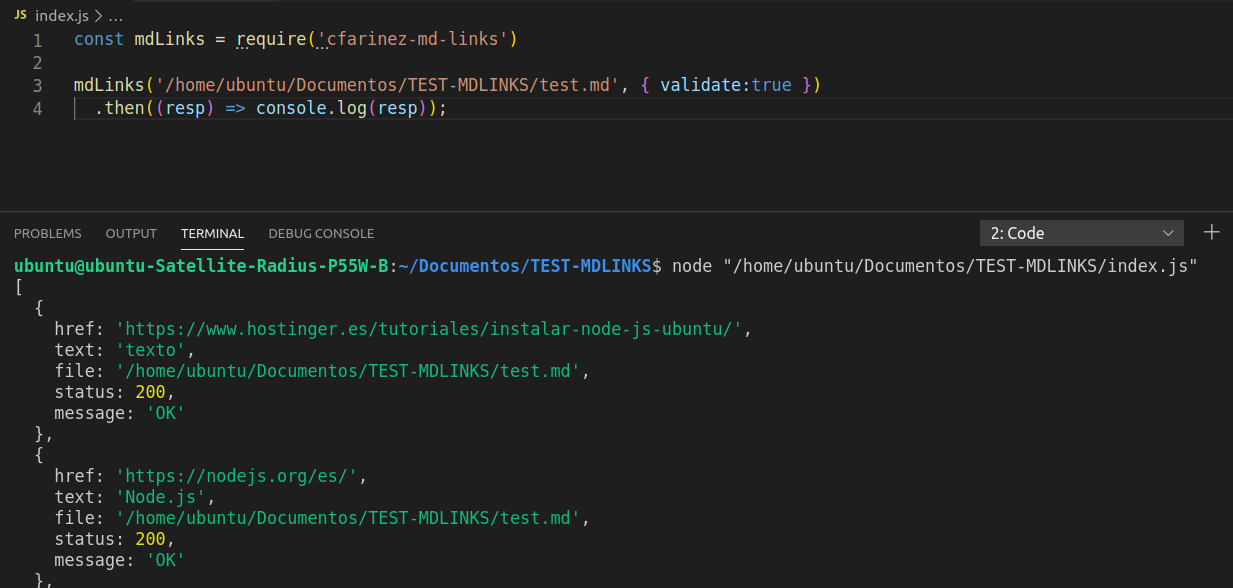 JS index.js > ...
1 const mdLinks = require('cfarinez-md-links')
2
3 mdLinks('/home/ubuntu/Documentos/TEST-MDLINKS/test.md', { validate:true })
4 .then((resp) => console.log(resp));
PROBLEMS OUTPUT TERMINAL DEBUG CONSOLE 2: Code
ubuntu@ubuntu-Satellite-Radius-P55W-B:~/Documentos/TEST-MDLINKS$ node "/home/ubuntu/Documentos/TEST-MDLINKS/index.js"
[
{
href: 'https://www.hostinger.es/tutoriales/instalar-node-js-ubuntu/',
text: 'texto',
file: '/home/ubuntu/Documentos/TEST-MDLINKS/test.md',
status: 200,
message: 'OK'
},
{
href: 'https://nodejs.org/es/',
text: 'Node.js',
file: '/home/ubuntu/Documentos/TEST-MDLINKS/test.md',
status: 200,
message: 'OK'
},